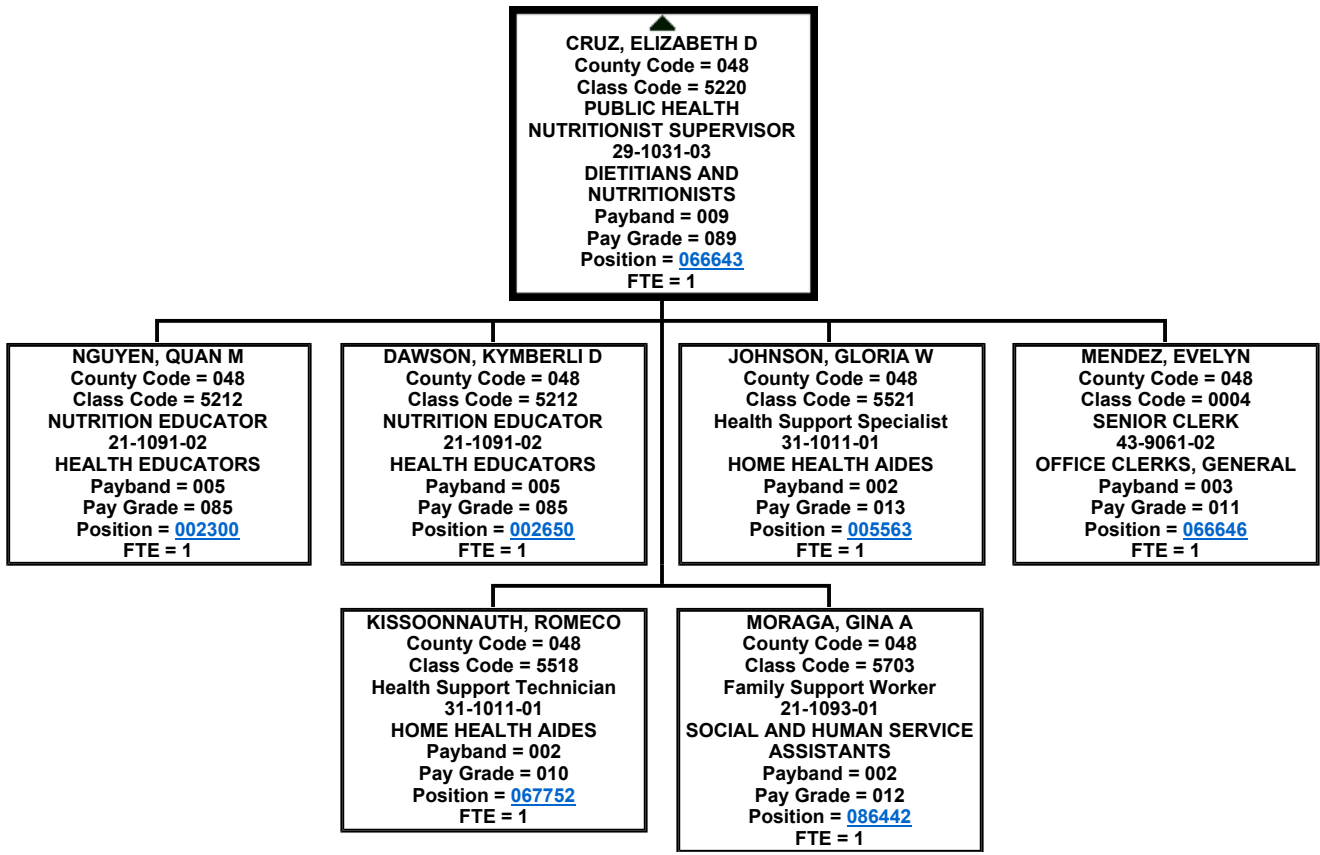 CRUZ, ELIZABETH D
County Code = 048
Class Code = 5220
PUBLIC HEALTH
NUTRITIONIST SUPERVISOR
29-1031-03
DIETITIANS AND
NUTRITIONISTS
Payband = 009
Pay Grade = 089
Position = 066643
FTE = 1
NGUYEN, QUAN M
County Code = 048
Class Code = 5212
NUTRITION EDUCATOR
21-1091-02
HEALTH EDUCATORS
Payband = 005
Pay Grade = 085
Position = 002300
FTE = 1
DAWSON, KYMBERLI D
County Code = 048
Class Code = 5212
NUTRITION EDUCATOR
21-1091-02
HEALTH EDUCATORS
Payband = 005
Pay Grade = 085
Position = 002650
FTE = 1
JOHNSON, GLORIA W
County Code = 048
Class Code = 5521
Health Support Specialist
31-1011-01
HOME HEALTH AIDES
Payband = 002
Pay Grade = 013
Position = 005563
FTE = 1
MENDEZ, EVELYN
County Code = 048
Class Code = 0004
SENIOR CLERK
43-9061-02
OFFICE CLERKS, GENERAL
Payband = 003
Pay Grade = 011
Position = 066646
FTE = 1
KISSOONNAUTH, ROMECO
County Code = 048
Class Code = 5518
Health Support Technician
31-1011-01
HOME HEALTH AIDES
Payband = 002
Pay Grade = 010
Position = 067752
FTE = 1
MORAGA, GINA A
County Code = 048
Class Code = 5703
Family Support Worker
21-1093-01
SOCIAL AND HUMAN SERVICE
ASSISTANTS
Payband = 002
Pay Grade = 012
Position = 086442
FTE = 1